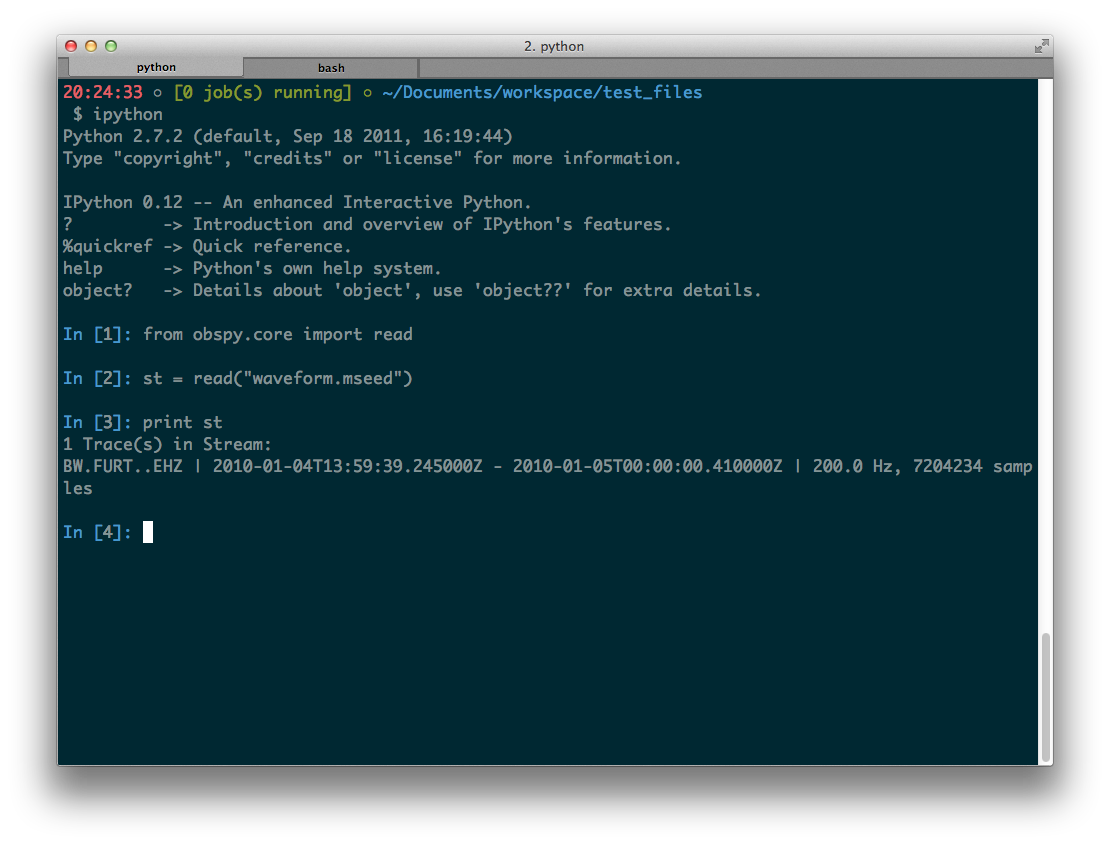 2. python
python bash
20:24:33 ○ [0 job(s) running] ○ ~/Documents/workspace/test_files
$ ipython
Python 2.7.2 (default, Sep 18 2011, 16:19:44)
Type "copyright", "credits" or "license" for more information.
IPython 0.12 -- An enhanced Interactive Python.
?         -> Introduction and overview of IPython's features.
%quickref -> Quick reference.
help      -> Python's own help system.
object?   -> Details about 'object', use 'object??' for extra details.
In [1]: from obspy.core import read
In [2]: st = read("waveform.mseed")
In [3]: print st
1 Trace(s) in Stream:
BW.FURT..EHZ | 2010-01-04T13:59:39.245000Z - 2010-01-05T00:00:00.410000Z | 200.0 Hz, 7204234 samp
les
In [4]: